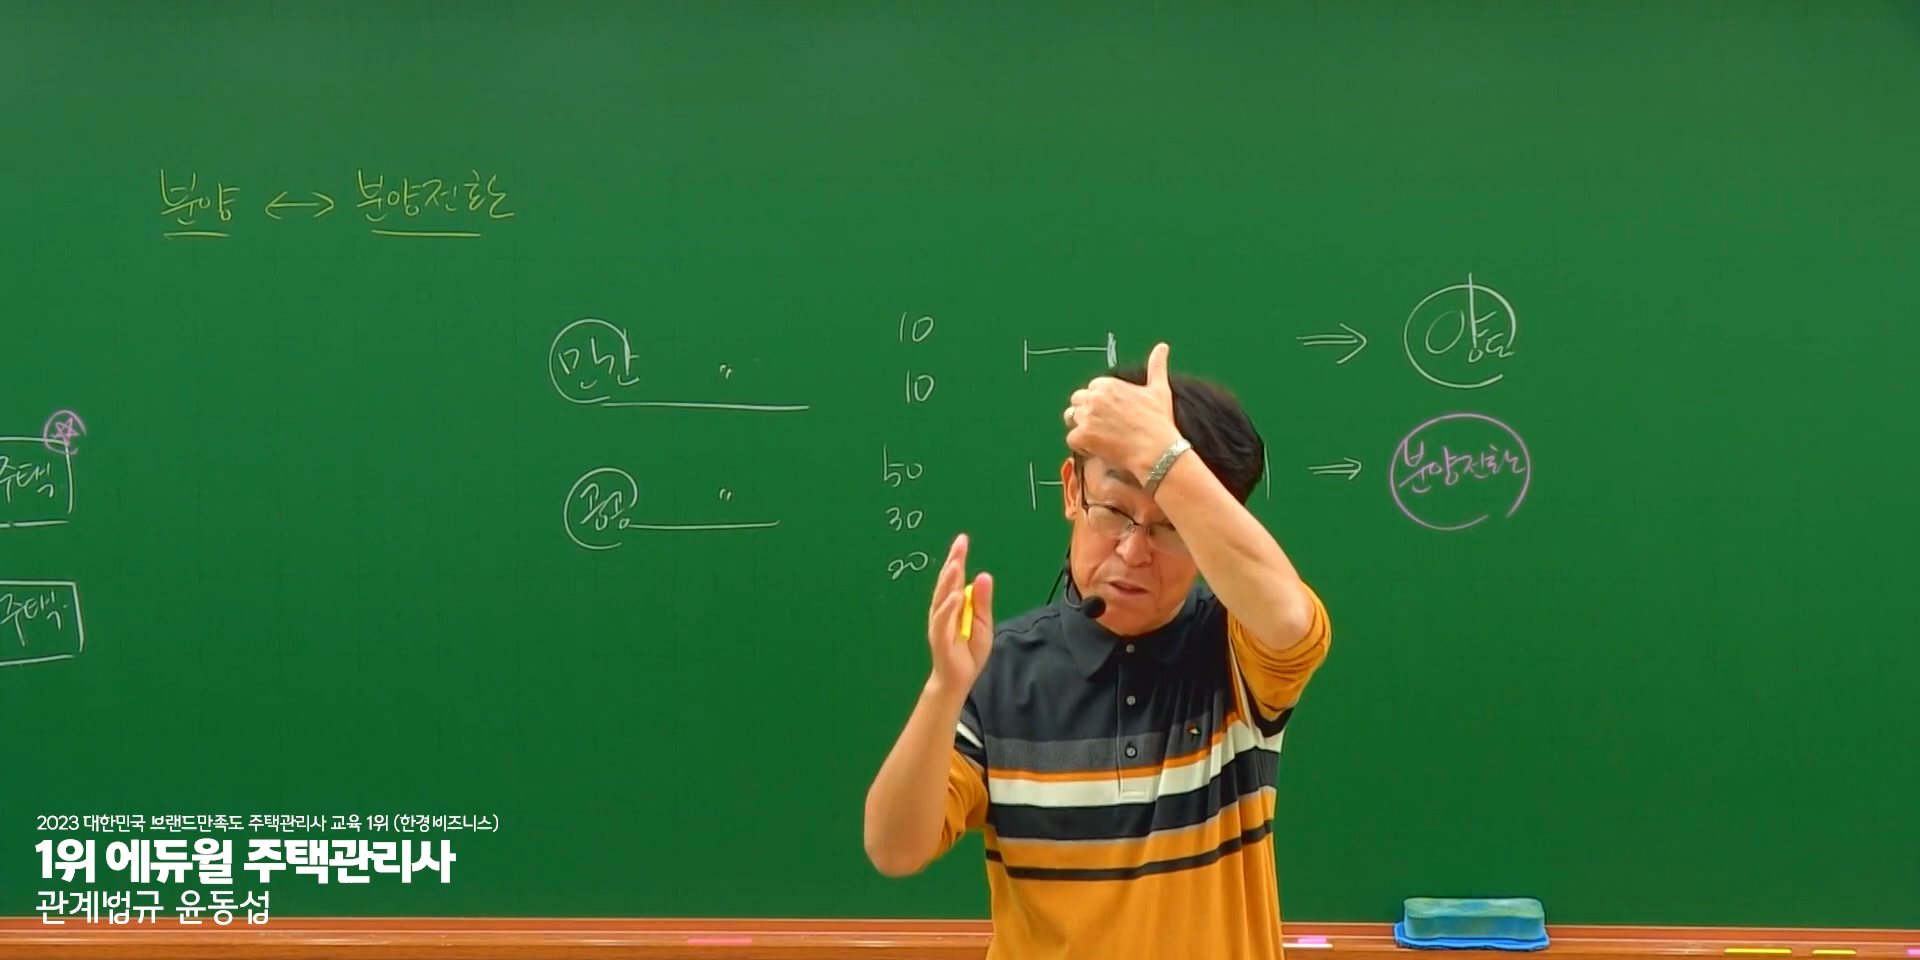 분양 ↔ 분양전환
민간 〃 10 ⇒ 양도
10
주택
공공 〃 50 ⇒ 분양전환
30
20
주택
2023 대한민국 브랜드만족도 주택관리사 교육 1위 (한경비즈니스)
1위 에듀윌 주택관리사
관계법규 윤동섭